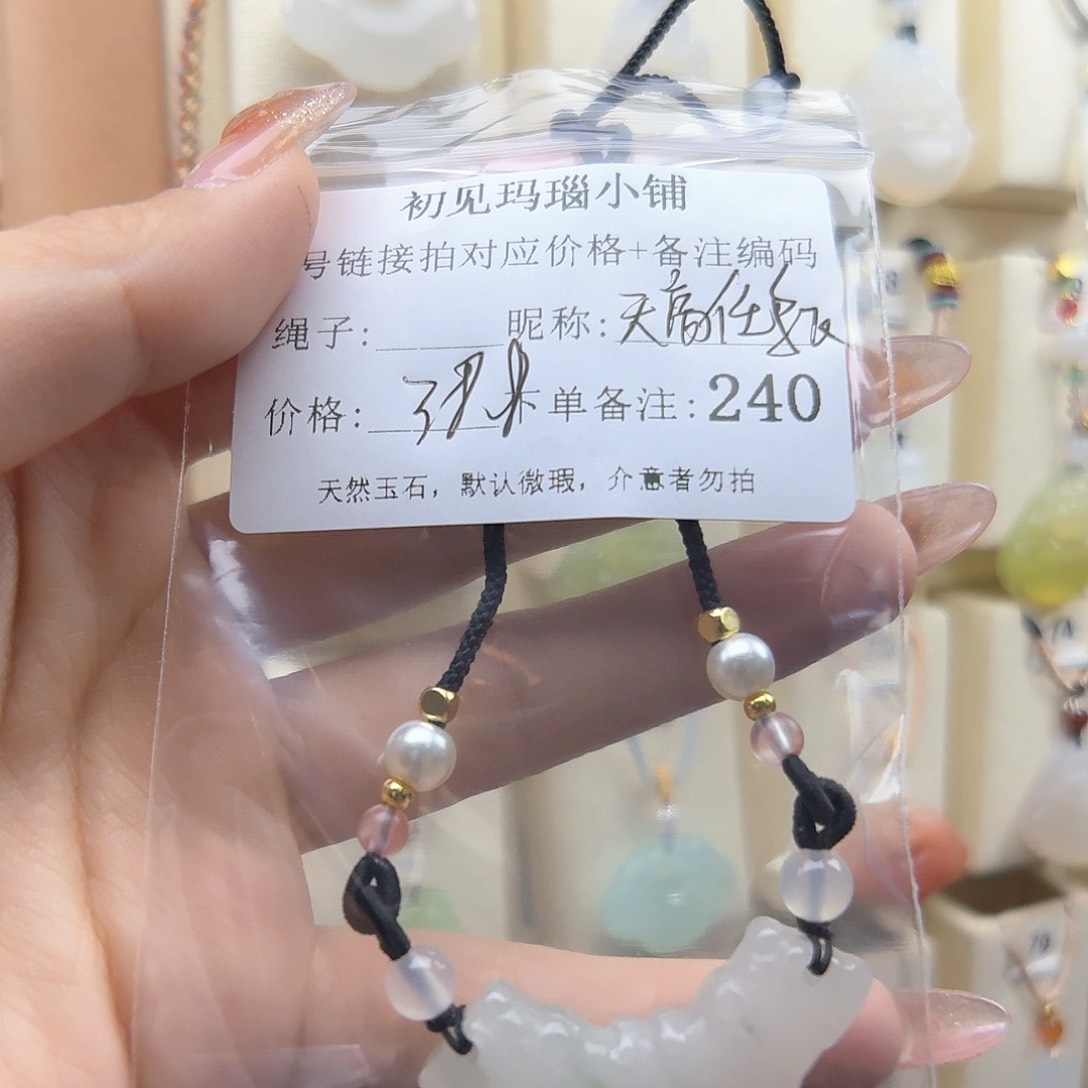 初见玛瑙小铺
号链接拍对应价格+备注编码
绳子: 昵称:天高任
价格: 单备注:240
天然玉石，默认微瑕，介意者勿拍